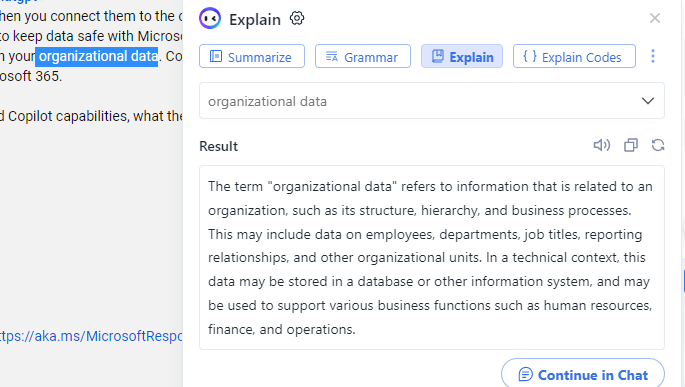 hen you connect them to the
to keep data safe with Micros
n your organizational data. Co
osoft 365.
d Copilot capabilities, what the
ttps://aka.ms/MicrosoftRespo
Explain
Summarize
Grammar
Explain
{ } Explain Codes
organizational data
Result
The term "organizational data" refers to information that is related to an
organization, such as its structure, hierarchy, and business processes.
This may include data on employees, departments, job titles, reporting
relationships, and other organizational units. In a technical context, this
data may be stored in a database or other information system, and may
be used to support various business functions such as human resources,
finance, and operations.
Continue in Chat